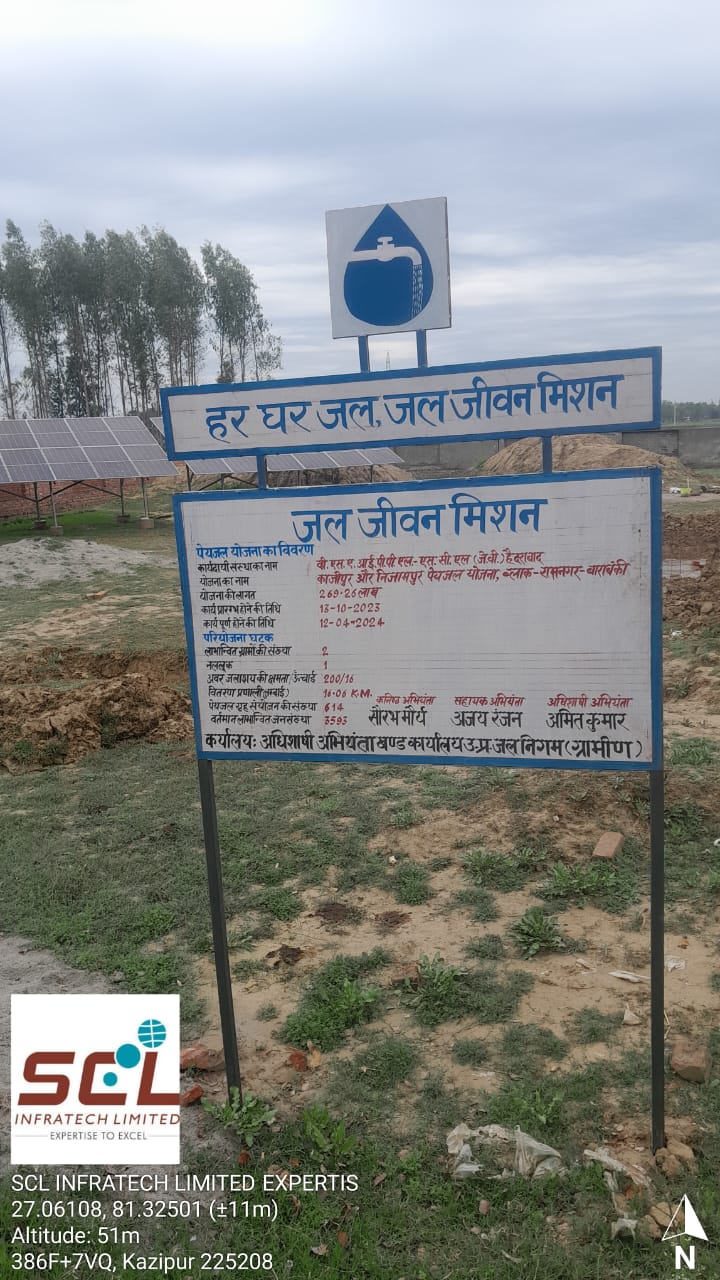 हर घर जल, जल जीवन मिशन
जल जीवन मिशन
पेयजल योजना का विवरण
कार्यदायी संस्था का नाम वी.एस.ए.आई.पी.पी एल.- एस.सी.एल (जे.वी.) हैदराबाद
योजना का नाम काजीपुर और निजामपुर पेयजल योजना, ब्लाक - रामनगर - बाराबंकी
योजना की लागत 269.26 लाख
कार्य प्रारम्भ होने की तिथि 13-10-2023
कार्य पूर्ण होने की तिथि 12-04-2024
परियोजना घटक
लाभान्वित ग्रामों की संख्या 2
नलकूप 1
अवर जलाशय की क्षमता/ऊँचाई 200/16
वितरण प्रणाली (लम्बाई) 16.06 K.M.
पेयजल गृह संयोजन की संख्या 614
वर्तमान लाभान्वित जनसंख्या 3593
कनिष्ठ अभियंता सहायक अभियंता अधिशाषी अभियंता
सौरभ मौर्य अजय रंजन अमित कुमार
कर्यालयः अधिशाषी अभियंता खण्ड कार्यालय उ.प्र. जल निगम (ग्रामीण)
SCL
INFRATECH LIMITED
EXPERTISE TO EXCEL
SCL INFRATECH LIMITED EXPERTIS
27.06108, 81.32501 (±11m)
Altitude: 51m
386F+7VQ, Kazipur 225208
N